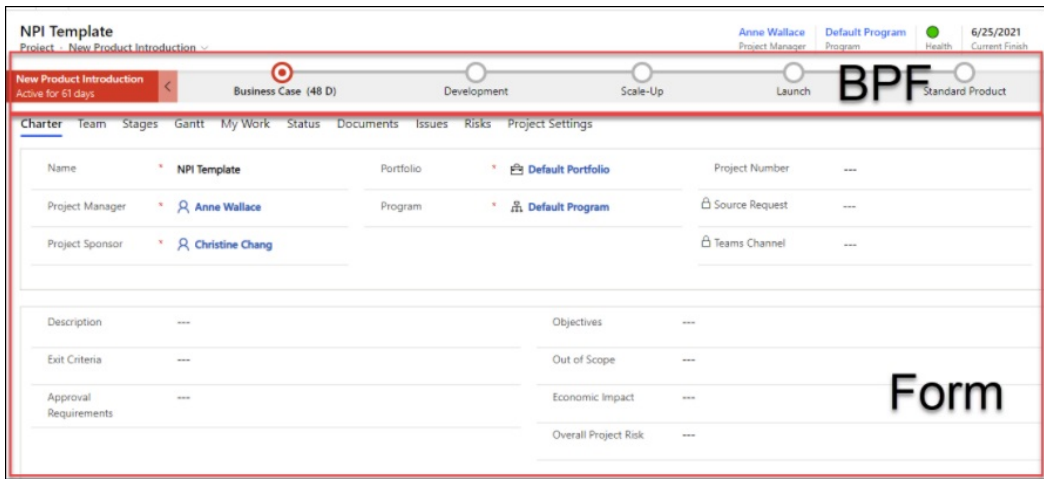 NPI Template
Project · New Product Introduction
Anne Wallace
Project Manager
Default Program
Program
Health
6/25/2021
Current Finish
New Product Introduction
Active for 61 days
Business Case (48 D)
Development
Scale-Up
Launch
Standard Product
BPF
Charter Team Stages Gantt My Work Status Documents Issues Risks Project Settings
Name * NPI Template Portfolio * Default Portfolio Project Number ---
Project Manager * Anne Wallace Program * Default Program Source Request ---
Project Sponsor * Christine Chang Teams Channel ---
Description --- Objectives ---
Exit Criteria --- Out of Scope ---
Approval Requirements --- Economic Impact ---
Overall Project Risk ---
Form